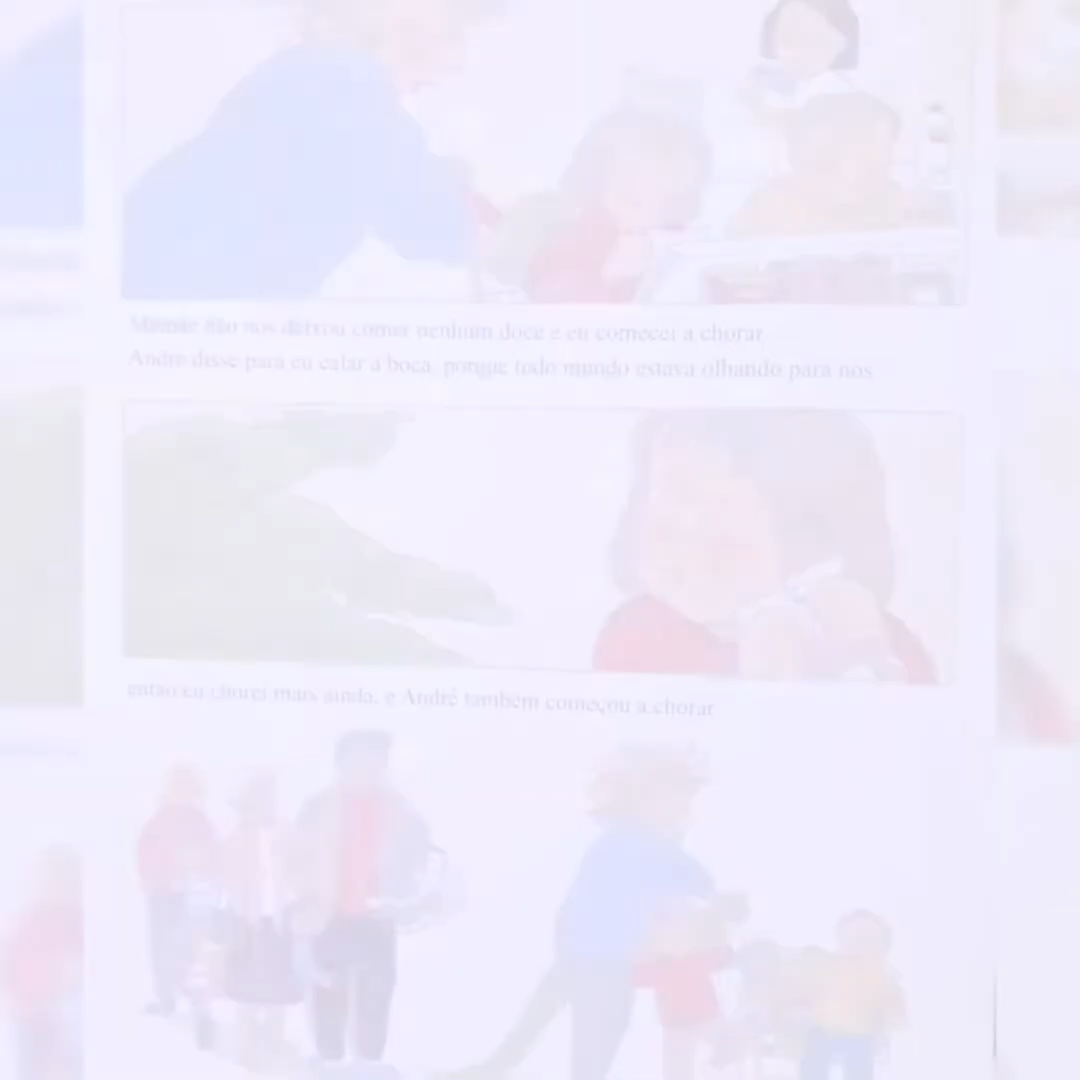 Mamãe não nos deixou comer nenhum doce e eu comecei a chorar.
André disse para eu calar a boca, porque todo mundo estava olhando para nós
então eu chorei mais ainda, e André também começou a chorar